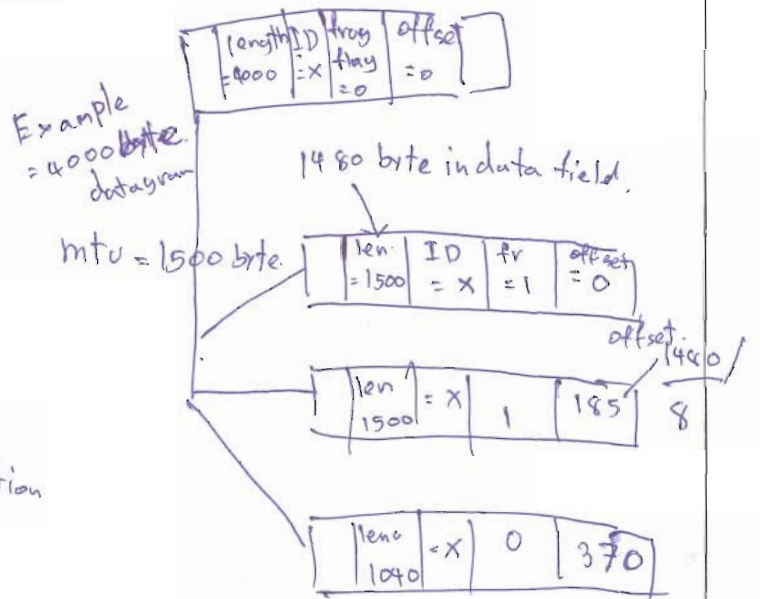 length ID frag offset
=4000 =x flag =0
=0
Example
=4000 byte
datagram
1480 byte in data field.
mtu = 1500 byte.
len. ID fr offset
=1500 = x =1 = 0
offset.
1480/
len = x 1 185 8
1500
tion
len = x 0 370
1040